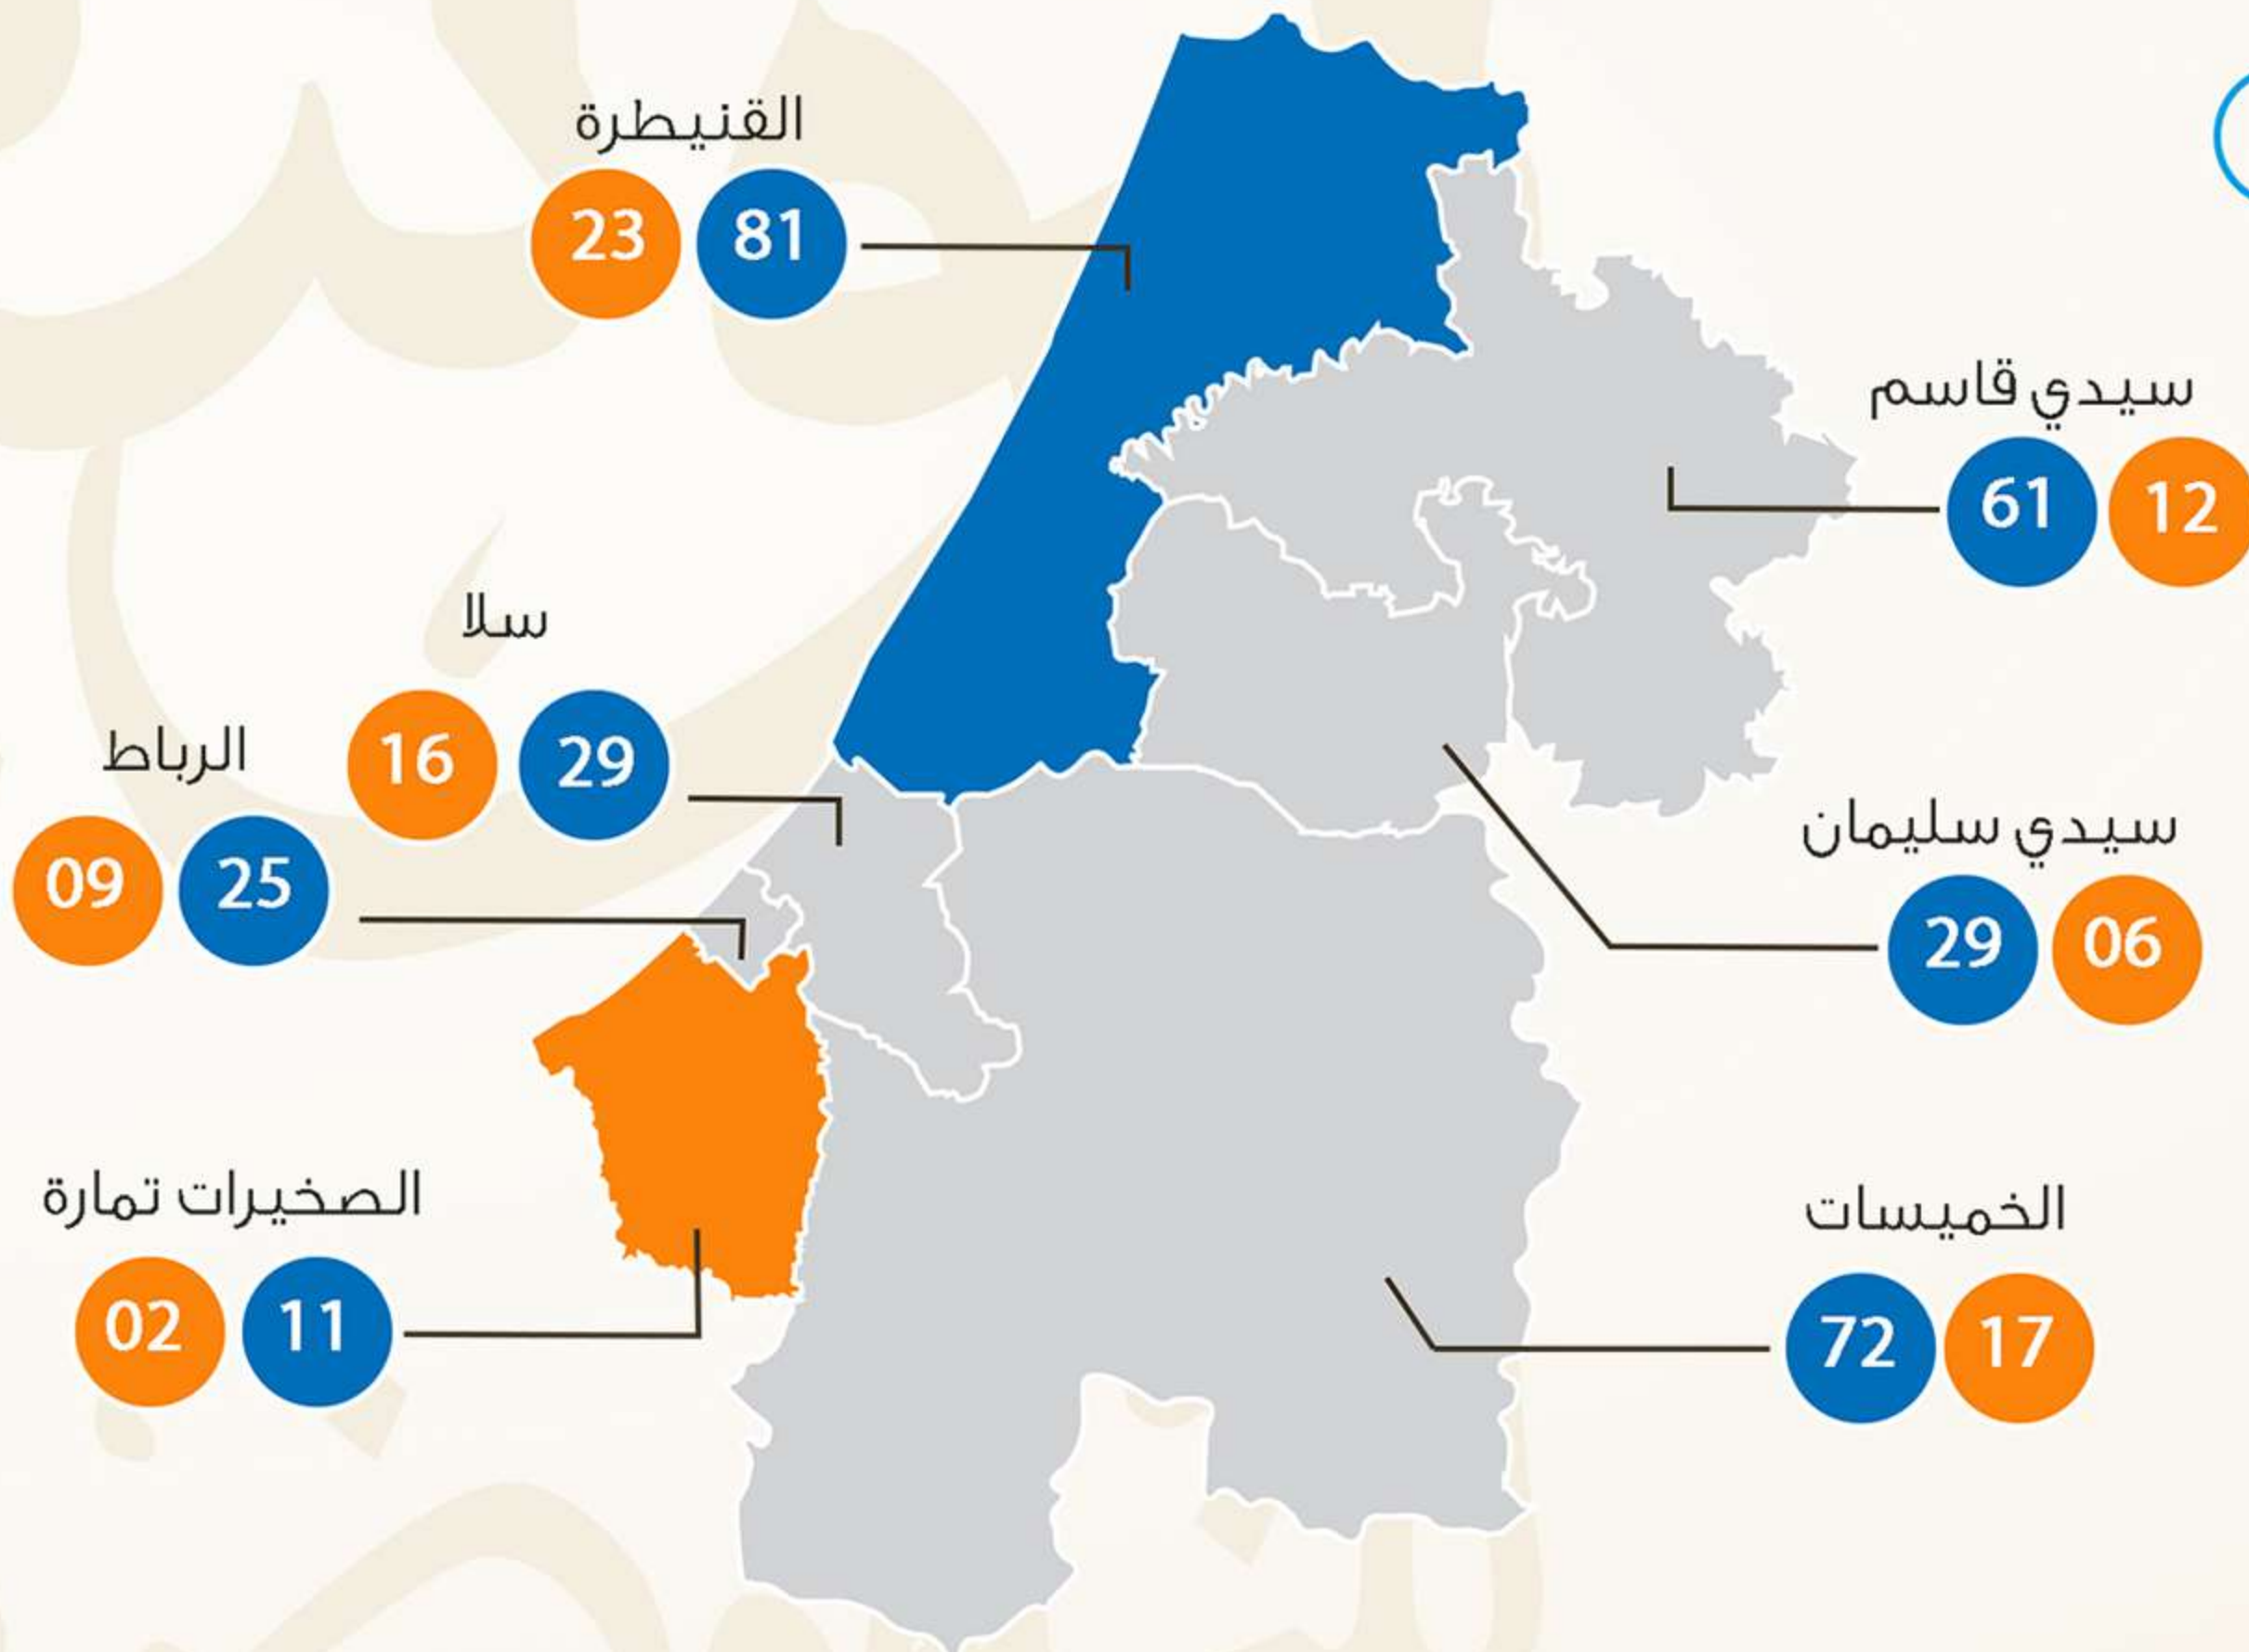 القنيطرة
23 81
سيدي قاسم
61 12
سلا
16 29
الرباط
09 25
سيدي سليمان
29 06
الصخيرات تمارة
02 11
الخميسات
72 17